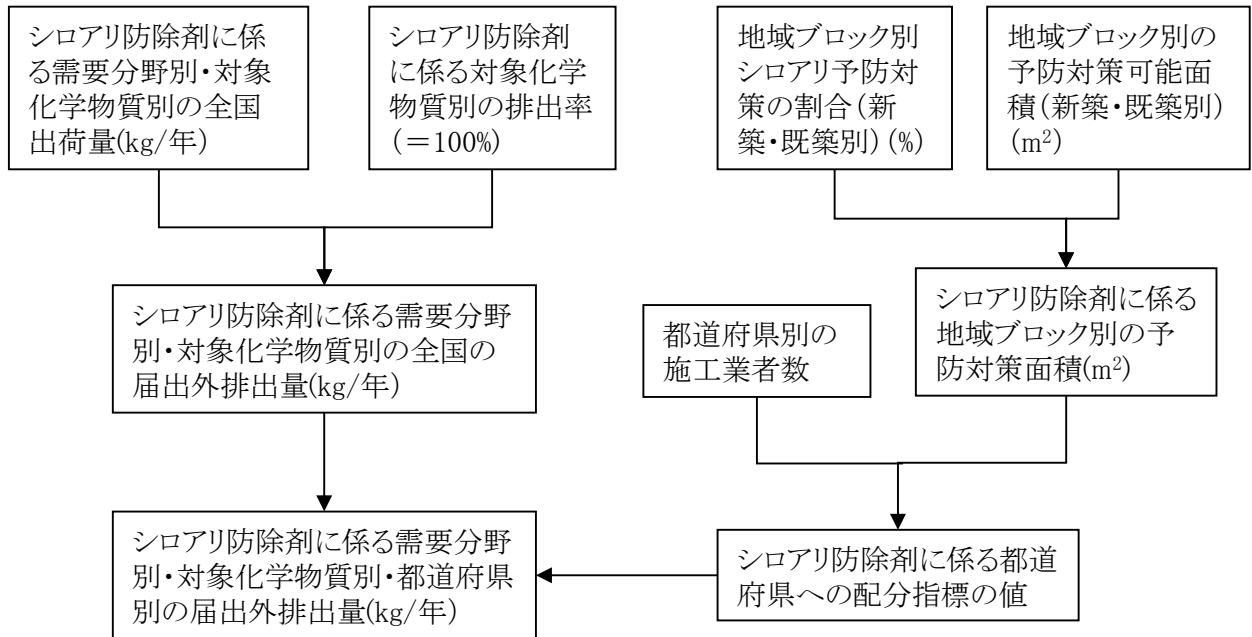 シロアリ防除剤に係
る需要分野別・対象
化学物質別の全国
出荷量(kg/年)
シロアリ防除剤
に係る対象化学
物質別の排出率
(＝100%)
地域ブロック別
シロアリ予防対
策の割合(新
築・既築別)(%)
地域ブロック別の
予防対策可能面
積(新築・既築別)
(m²)
シロアリ防除剤に係る需要分野
別・対象化学物質別の全国の
届出外排出量(kg/年)
都道府県別の
施工業者数
シロアリ防除剤に係る
地域ブロック別の予
防対策面積(m²)
シロアリ防除剤に係る需要分野
別・対象化学物質別・都道府県
別の届出外排出量(kg/年)
シロアリ防除剤に係る都道
府県への配分指標の値